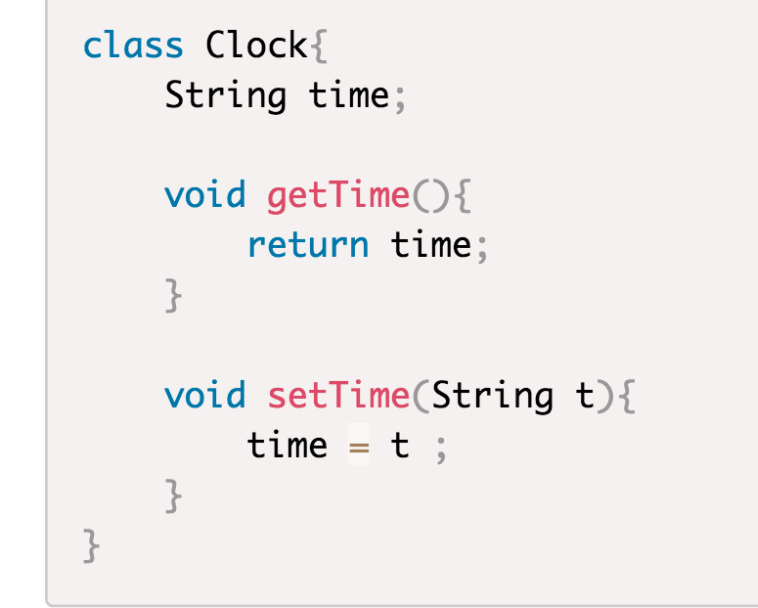 class Clock{
    String time;

    void getTime(){
        return time;
    }

    void setTime(String t){
        time = t ;
    }
}